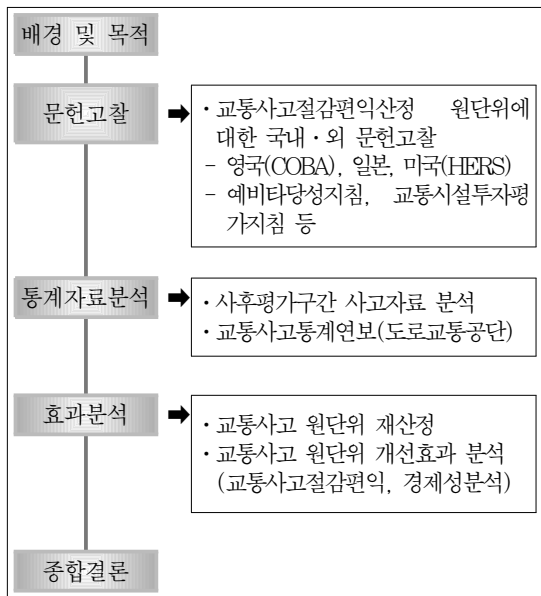 배경 및 목적
문헌고찰
・교통사고절감편익산정 원단위에
대한 국내・외 문헌고찰
- 영국(COBA), 일본, 미국(HERS)
- 예비타당성지침, 교통시설투자평
가지침 등
통계자료분석
・사후평가구간 사고자료 분석
・교통사고통계연보(도로교통공단)
효과분석
・교통사고 원단위 재산정
・교통사고 원단위 개선효과 분석
(교통사고절감편익, 경제성분석)
종합결론